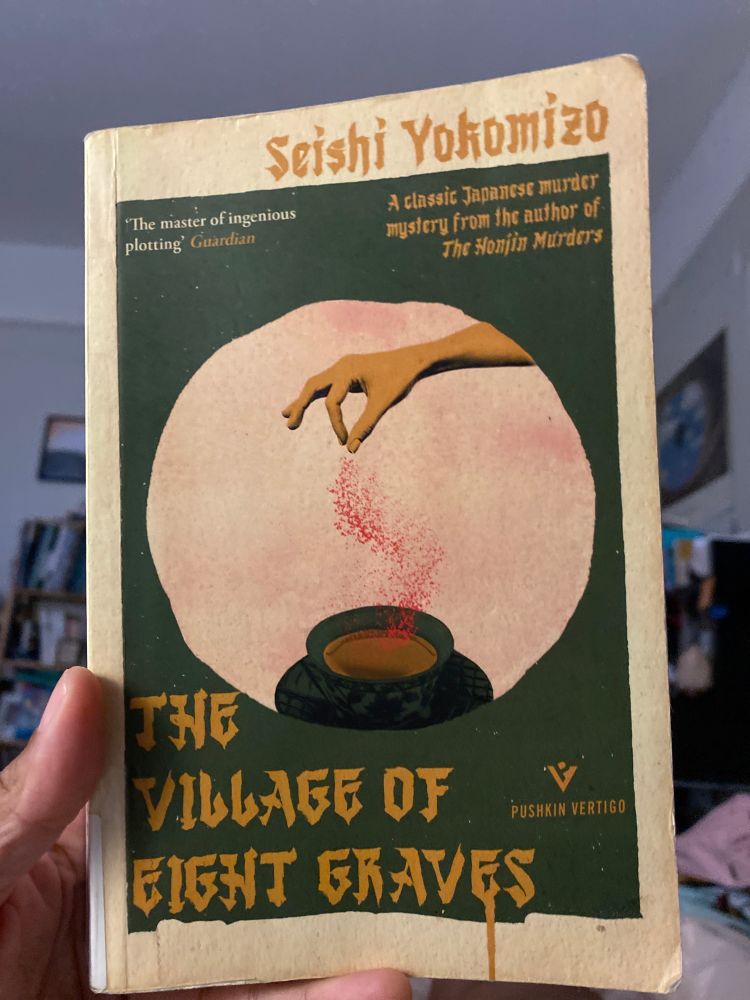 Seishi Yokomizo
'The master of ingenious
plotting' Guardian
A classic Japanese murder
mystery from the author of
The Honjin Murders
THE
VILLAGE OF
EIGHT GRAVES
PUSHKIN VERTIGO